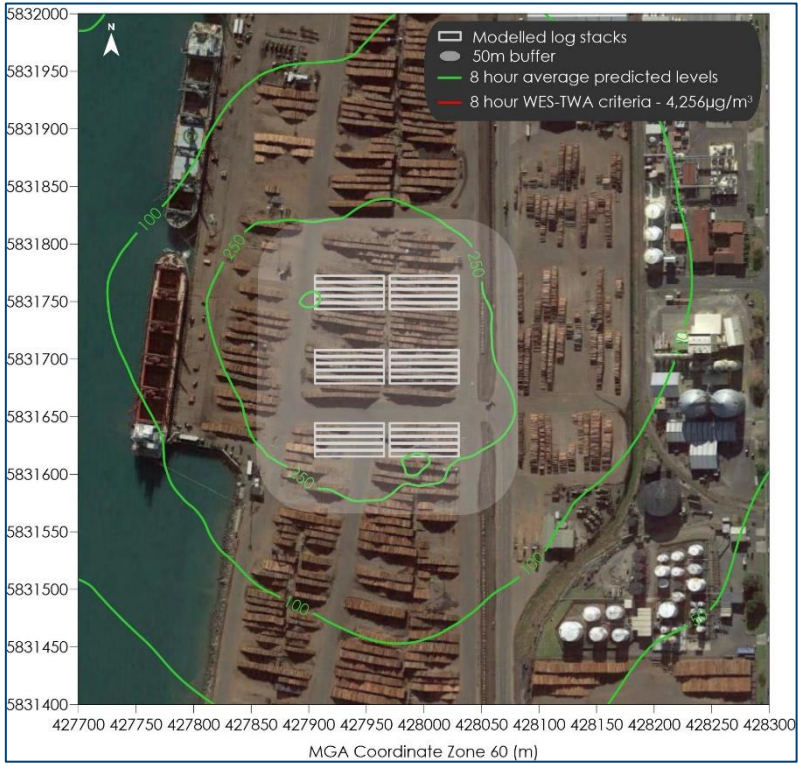 5832000
5831950
5831900
5831850
5831800
5831750
5831700
5831650
5831600
5831550
5831500
5831450
5831400
N
Modelled log stacks
50m buffer
8 hour average predicted levels
8 hour WES-TWA criteria - 4,256µg/m³
100
250
250
250
100
100
427700 427750 427800 427850 427900 427950 428000 428050 428100 428150 428200 428250 428300
MGA Coordinate Zone 60 (m)